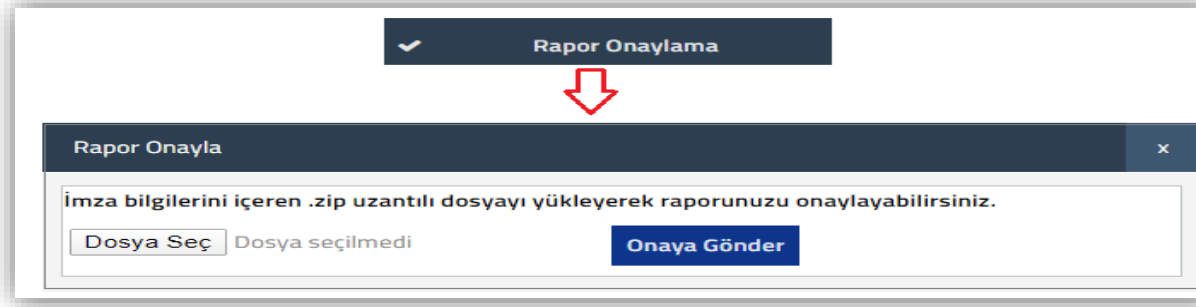 Rapor Onaylama
Rapor Onayla x
İmza bilgilerini içeren .zip uzantılı dosyayı yükleyerek raporunuzu onaylayabilirsiniz.
Dosya Seç Dosya seçilmedi Onaya Gönder